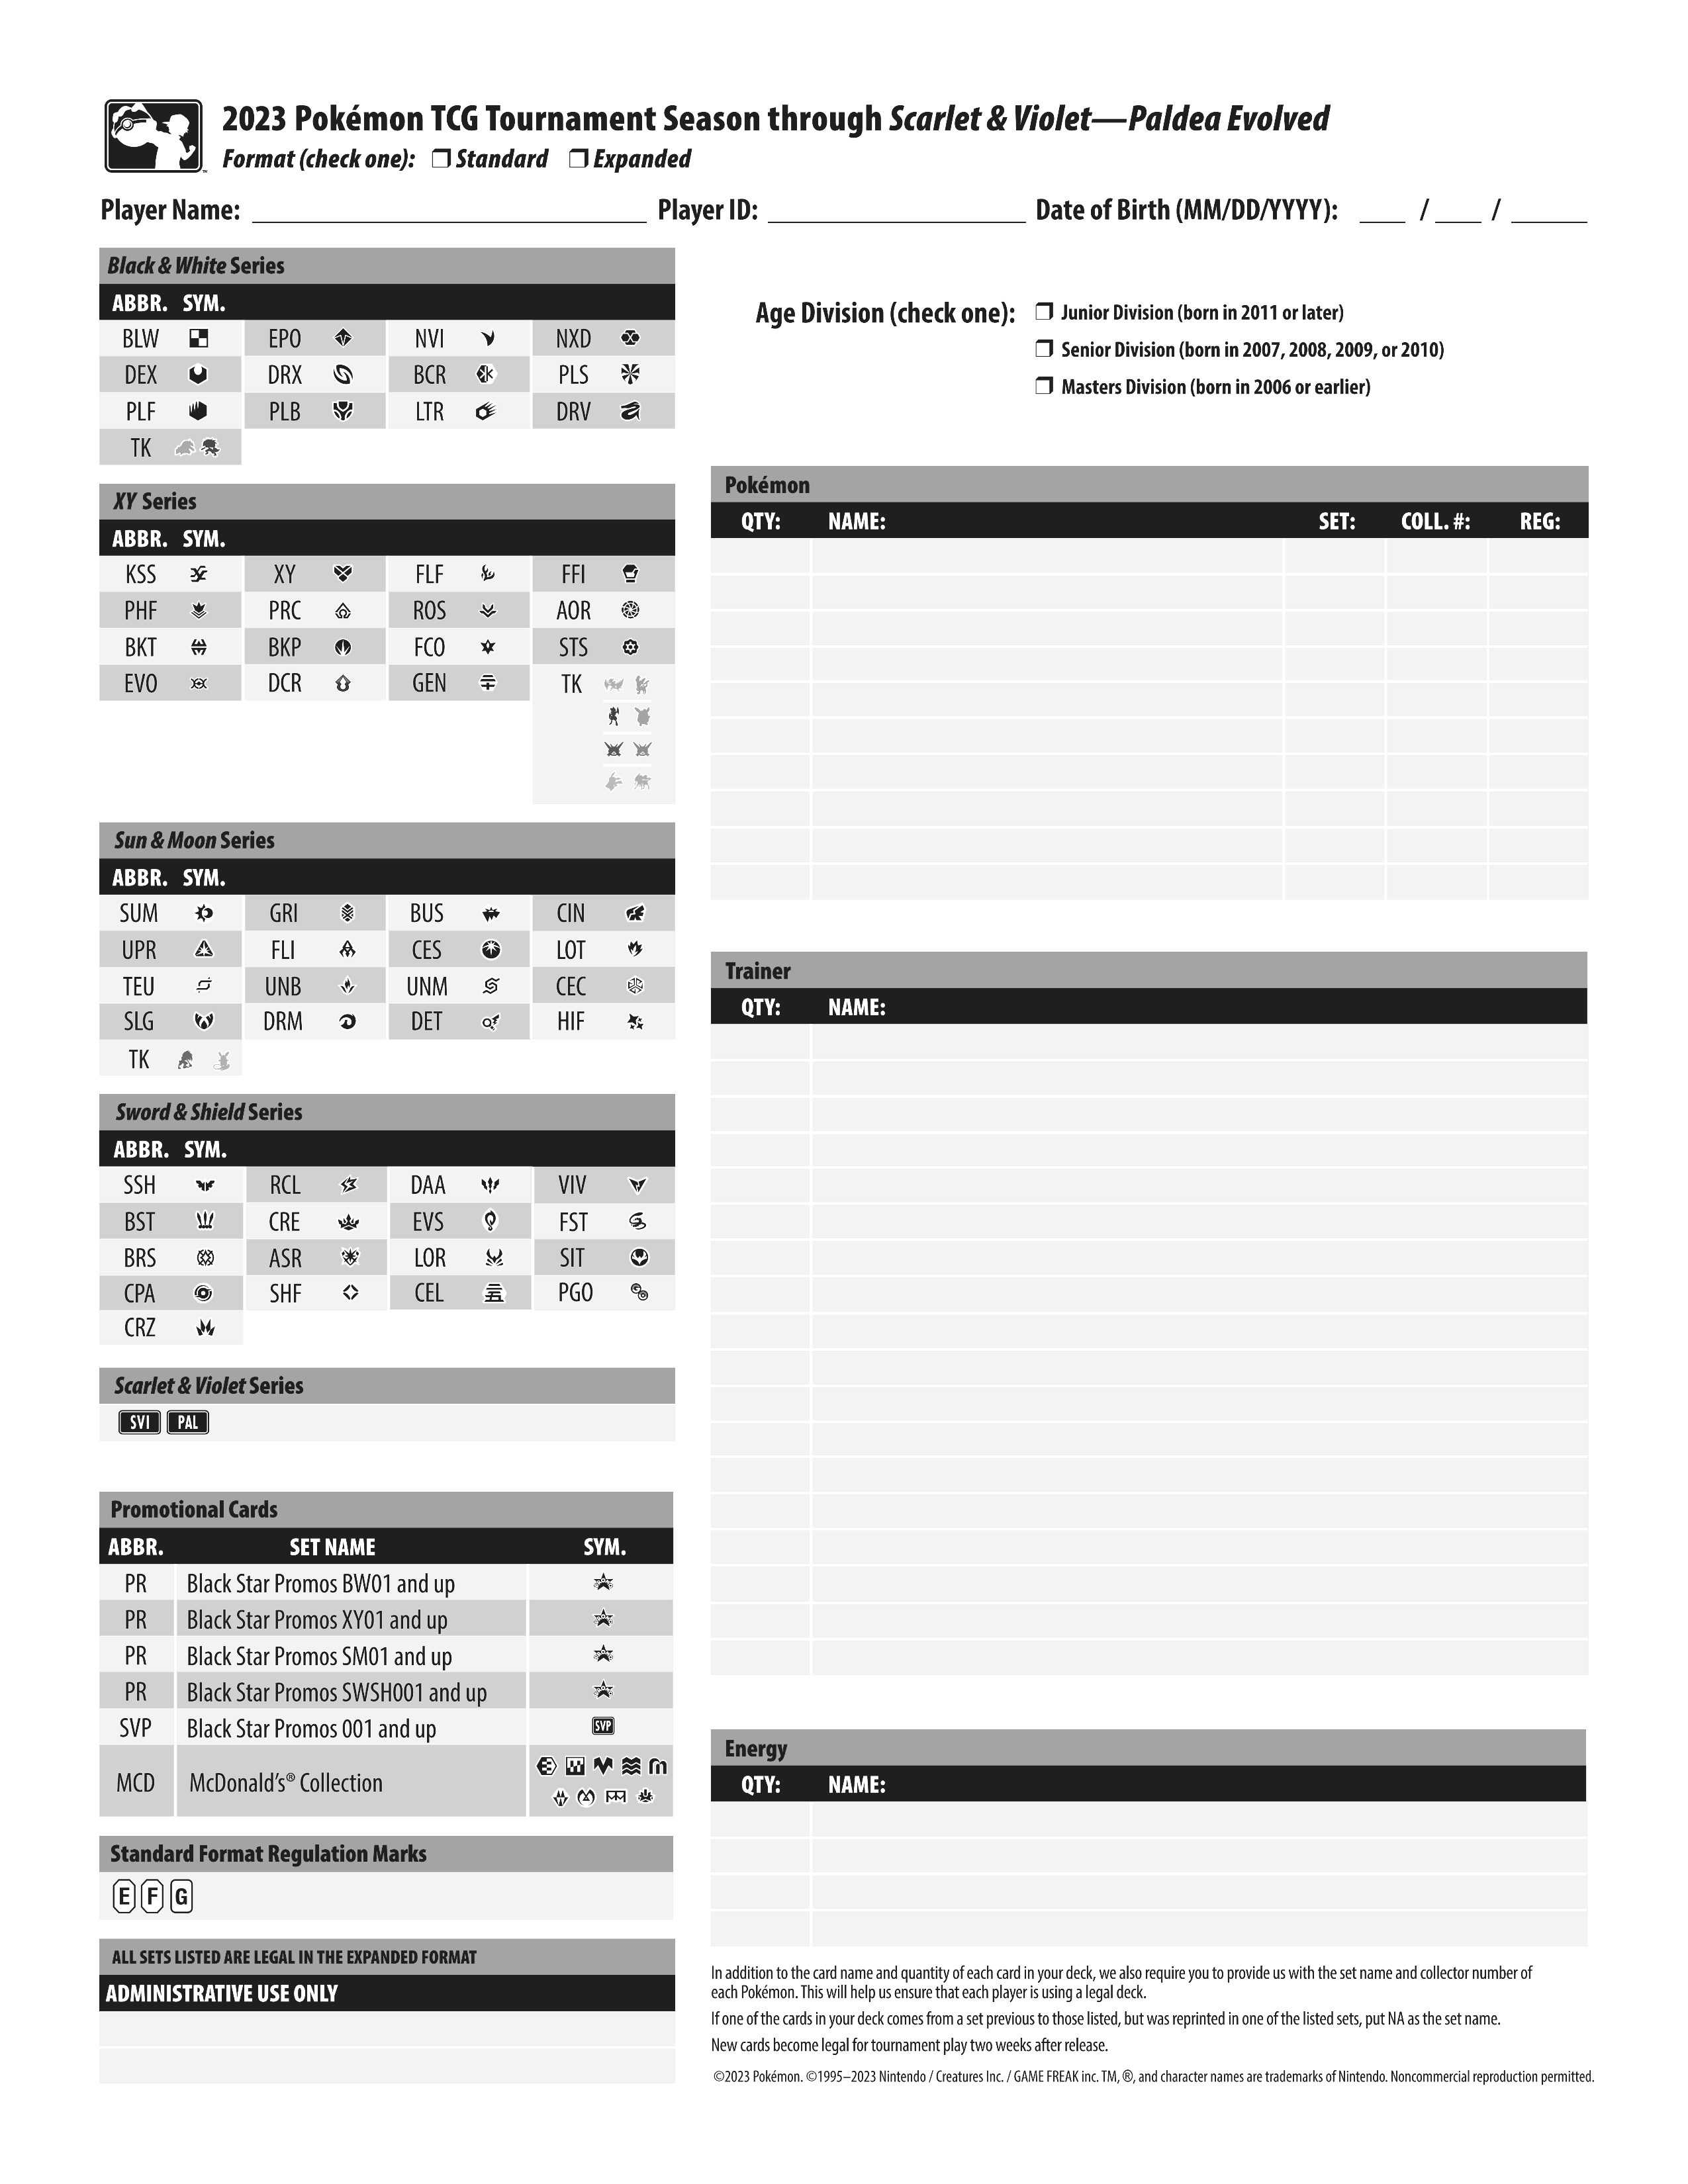 2023 Pokémon TCG Tournament Season through Scarlet & Violet—Paldea Evolved
Format (check one): ❒ Standard ❒ Expanded
Player Name: ____ Player ID: ____ Date of Birth (MM/DD/YYYY): ___ / ___ / ____
Black & White Series
ABBR. SYM.
BLW EPO NVI NXD
DEX DRX BCR PLS
PLF PLB LTR DRV
TK
XY Series
ABBR. SYM.
KSS XY FLF FFI
PHF PRC ROS AOR
BKT BKP FCO STS
EVO DCR GEN TK
Sun & Moon Series
ABBR. SYM.
SUM GRI BUS CIN
UPR FLI CES LOT
TEU UNB UNM CEC
SLG DRM DET HIF
TK
Sword & Shield Series
ABBR. SYM.
SSH RCL DAA VIV
BST CRE EVS FST
BRS ASR LOR SIT
CPA SHF CEL PGO
CRZ
Scarlet & Violet Series
SVI PAL
Promotional Cards
ABBR. SET NAME SYM.
PR Black Star Promos BW01 and up
PR Black Star Promos XY01 and up
PR Black Star Promos SM01 and up
PR Black Star Promos SWSH001 and up
SVP Black Star Promos 001 and up SVP
MCD McDonald's® Collection
Standard Format Regulation Marks
E F G
ALL SETS LISTED ARE LEGAL IN THE EXPANDED FORMAT
ADMINISTRATIVE USE ONLY
Age Division (check one): ❒ Junior Division (born in 2011 or later)
❒ Senior Division (born in 2007, 2008, 2009, or 2010)
❒ Masters Division (born in 2006 or earlier)
Pokémon
QTY: NAME: SET: COLL. #: REG:
Trainer
QTY: NAME:
Energy
QTY: NAME:
In addition to the card name and quantity of each card in your deck, we also require you to provide us with the set name and collector number of
each Pokémon. This will help us ensure that each player is using a legal deck.
If one of the cards in your deck comes from a set previous to those listed, but was reprinted in one of the listed sets, put NA as the set name.
New cards become legal for tournament play two weeks after release.
©2023 Pokémon. ©1995–2023 Nintendo / Creatures Inc. / GAME FREAK inc. TM, ®, and character names are trademarks of Nintendo. Noncommercial reproduction permitted.